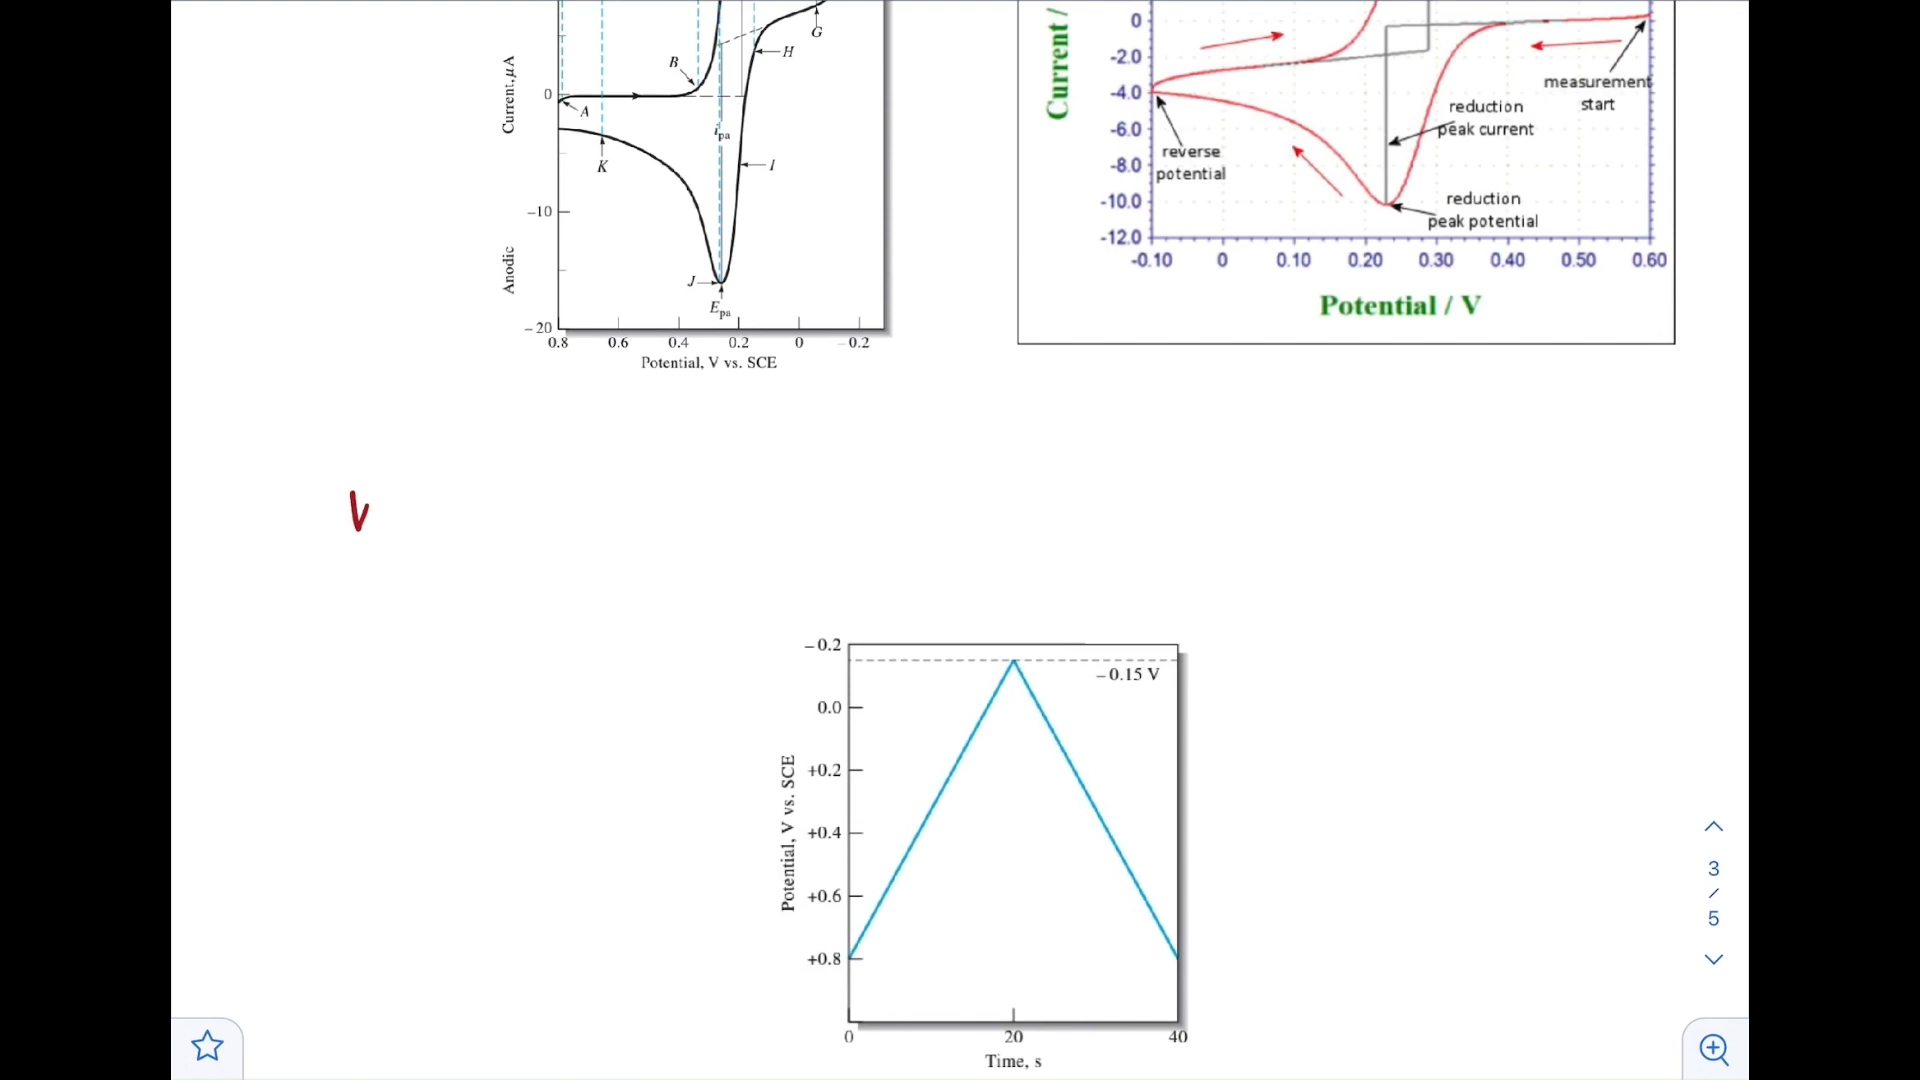 G
H
B
Current, μA
0
A
i_pa
K
I
-10
Anodic
J
E_pa
-20
0.8 0.6 0.4 0.2 0 -0.2
Potential, V vs. SCE
Current /
0
-2.0
-4.0
-6.0
-8.0
-10.0
-12.0
measurement
start
reduction
peak current
reverse
potential
reduction
peak potential
-0.10 0 0.10 0.20 0.30 0.40 0.50 0.60
Potential / V
-0.2
-0.15 V
0.0
+0.2
+0.4
+0.6
+0.8
Potential, V vs. SCE
0 20 40
Time, s
3
/
5